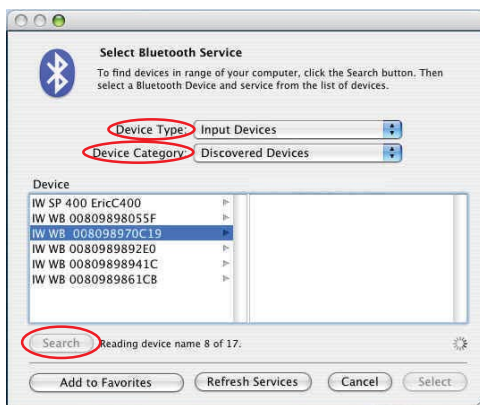 Select Bluetooth Service
To find devices in range of your computer, click the Search button. Then
select a Bluetooth Device and service from the list of devices.
Device Type: Input Devices
Device Category: Discovered Devices
Device
IW SP 400 EricC400
IW WB 00809898055F
IW WB 008098970C19
IW WB 0080989892E0
IW WB 00809898941C
IW WB 0080989861CB
Search Reading device name 8 of 17.
Add to Favorites Refresh Services Cancel Select